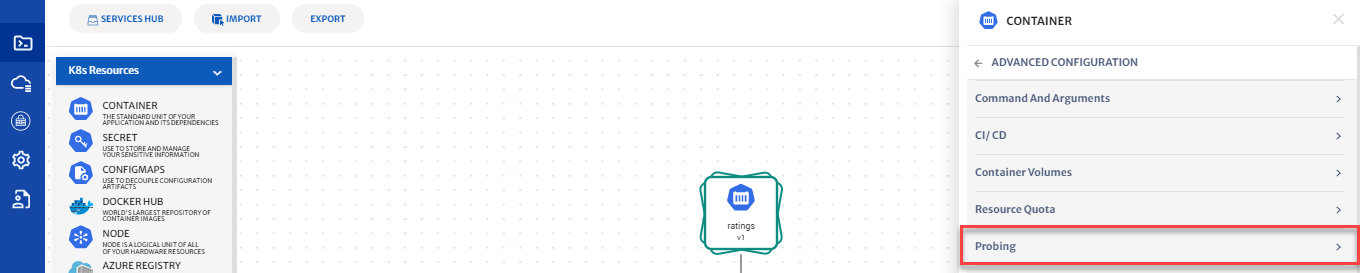 SERVICES HUB
IMPORT
EXPORT
K8s Resources
CONTAINER
THE STANDARD UNIT OF YOUR
APPLICATION AND ITS DEPENDENCIES
SECRET
USE TO STORE AND MANAGE
YOUR SENSITIVE INFORMATION
CONFIGMAPS
USE TO DECOUPLE CONFIGURATION
ARTIFACTS
DOCKER HUB
WORLD'S LARGEST REPOSITORY OF
CONTAINER IMAGES
NODE
NODE IS A LOGICAL UNIT OF ALL
OF YOUR HARDWARE RESOURCES
AZURE REGISTRY
ratings
v1
CONTAINER
ADVANCED CONFIGURATION
Command And Arguments
CI/ CD
Container Volumes
Resource Quota
Probing